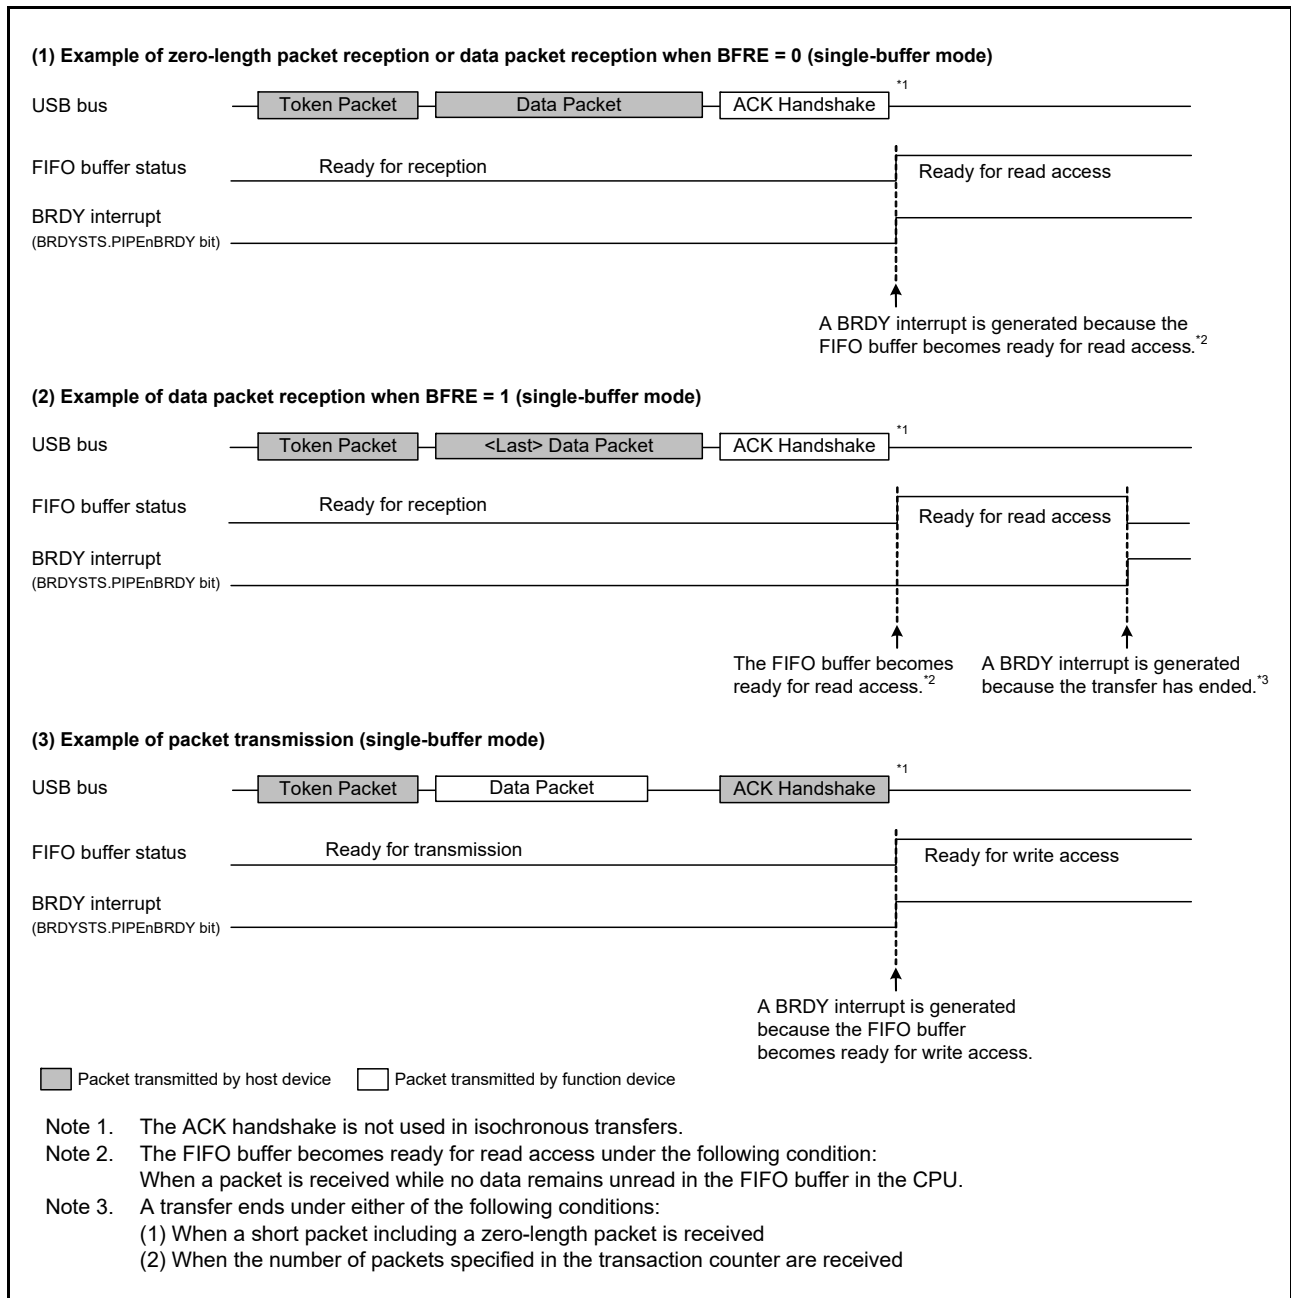 (1) Example of zero-length packet reception or data packet reception when BFRE = 0 (single-buffer mode)
USB bus
Token Packet
Data Packet
ACK Handshake
*1
FIFO buffer status
Ready for reception
Ready for read access
BRDY interrupt
(BRDYSTS.PIPEnBRDY bit)
A BRDY interrupt is generated because the
FIFO buffer becomes ready for read access.*2
(2) Example of data packet reception when BFRE = 1 (single-buffer mode)
USB bus
Token Packet
<Last> Data Packet
ACK Handshake
*1
FIFO buffer status
Ready for reception
Ready for read access
BRDY interrupt
(BRDYSTS.PIPEnBRDY bit)
The FIFO buffer becomes
ready for read access.*2
A BRDY interrupt is generated
because the transfer has ended.*3
(3) Example of packet transmission (single-buffer mode)
USB bus
Token Packet
Data Packet
ACK Handshake
*1
FIFO buffer status
Ready for transmission
Ready for write access
BRDY interrupt
(BRDYSTS.PIPEnBRDY bit)
A BRDY interrupt is generated
because the FIFO buffer
becomes ready for write access.
Packet transmitted by host device
Packet transmitted by function device
Note 1. The ACK handshake is not used in isochronous transfers.
Note 2. The FIFO buffer becomes ready for read access under the following condition:
When a packet is received while no data remains unread in the FIFO buffer in the CPU.
Note 3. A transfer ends under either of the following conditions:
(1) When a short packet including a zero-length packet is received
(2) When the number of packets specified in the transaction counter are received